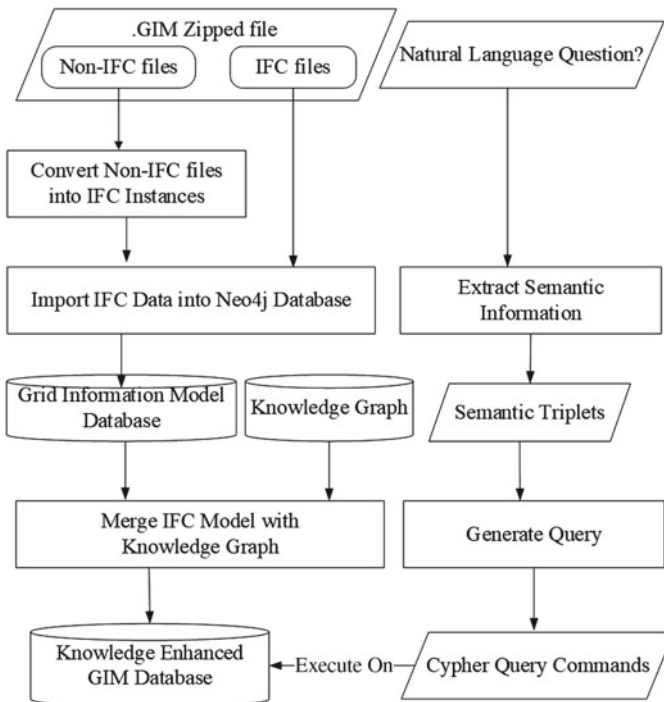 .GIM Zipped file
Non-IFC files
IFC files
Natural Language Question?
Convert Non-IFC files
into IFC Instances
Import IFC Data into Neo4j Database
Extract Semantic
Information
Grid Information Model
Database
Knowledge Graph
Semantic Triplets
Merge IFC Model with
Knowledge Graph
Generate Query
Knowledge Enhanced
GIM Database
Execute On
Cypher Query Commands